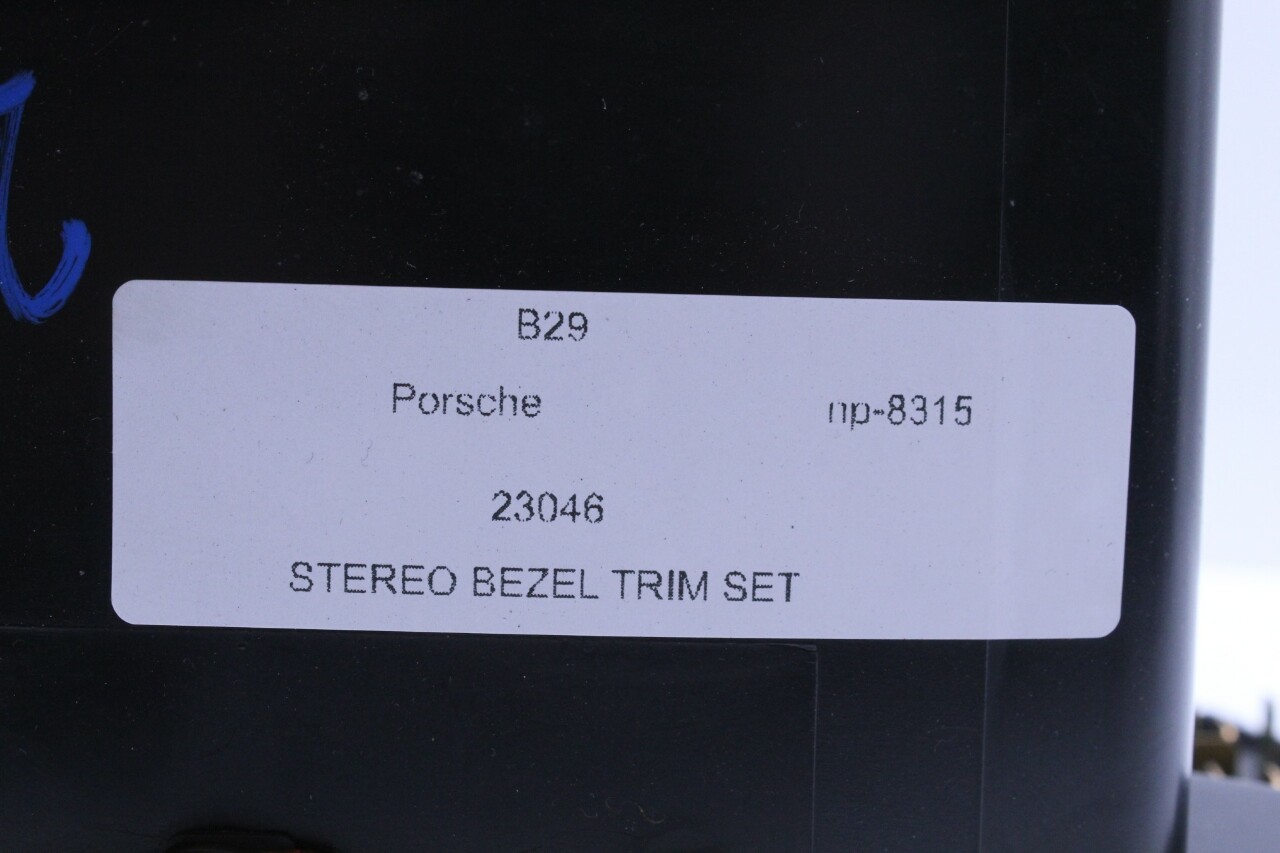 B29
Porsche np-8315
23046
STEREO BEZEL TRIM SET